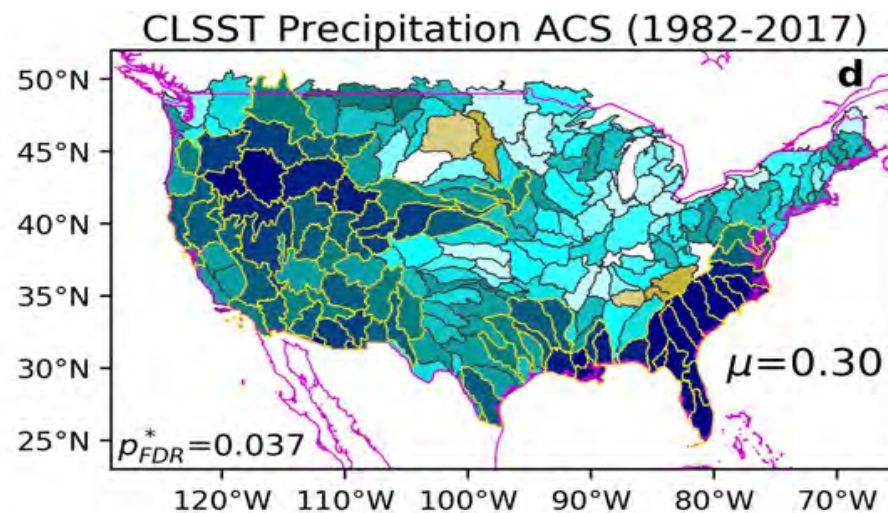 CLSST Precipitation ACS (1982-2017)
d
50°N
45°N
40°N
35°N
30°N
25°N
μ=0.30
p*FDR=0.037
120°W 110°W 100°W 90°W 80°W 70°W